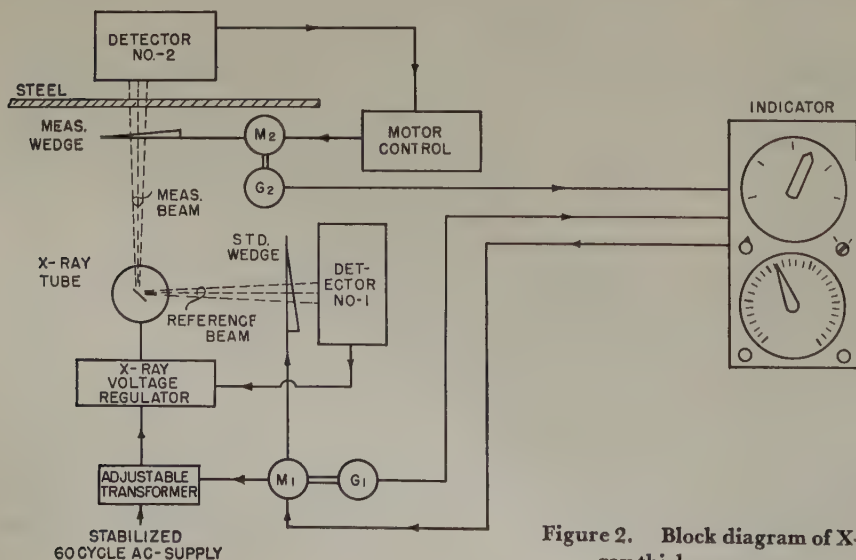 DETECTOR
NO.-2
STEEL
MEAS.
WEDGE
M2
MOTOR
CONTROL
G2
INDICATOR
MEAS.
BEAM
STD.
WEDGE
DET-
ECTOR
NO-1
X-RAY
TUBE
REFERENCE
BEAM
X-RAY
VOLTAGE
REGULATOR
ADJUSTABLE
TRANSFORMER
M1
G1
STABILIZED
60 CYCLE AC-SUPPLY
Figure 2. Block diagram of X-